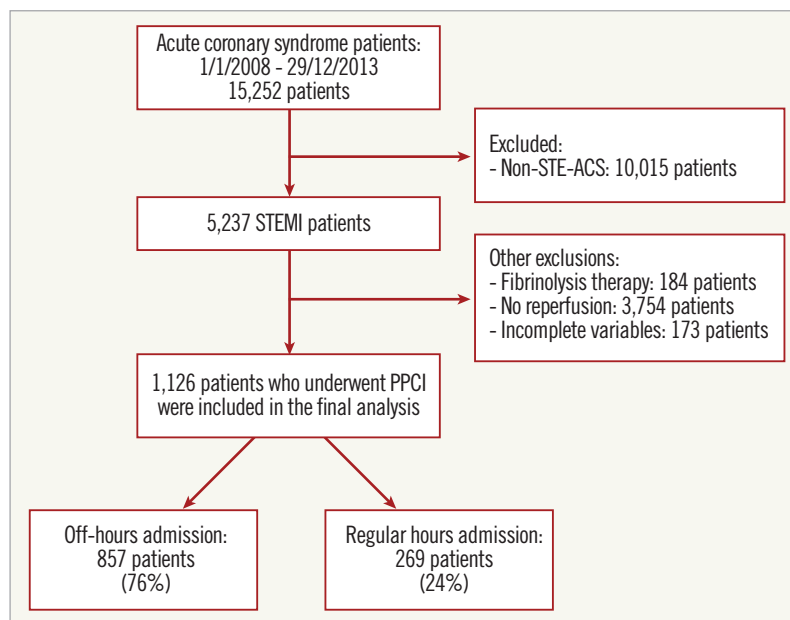 Acute coronary syndrome patients:
1/1/2008 - 29/12/2013
15,252 patients
Excluded:
- Non-STE-ACS: 10,015 patients
5,237 STEMI patients
Other exclusions:
- Fibrinolysis therapy: 184 patients
- No reperfusion: 3,754 patients
- Incomplete variables: 173 patients
1,126 patients who underwent PPCI
were included in the final analysis
Off-hours admission:
857 patients
(76%)
Regular hours admission:
269 patients
(24%)